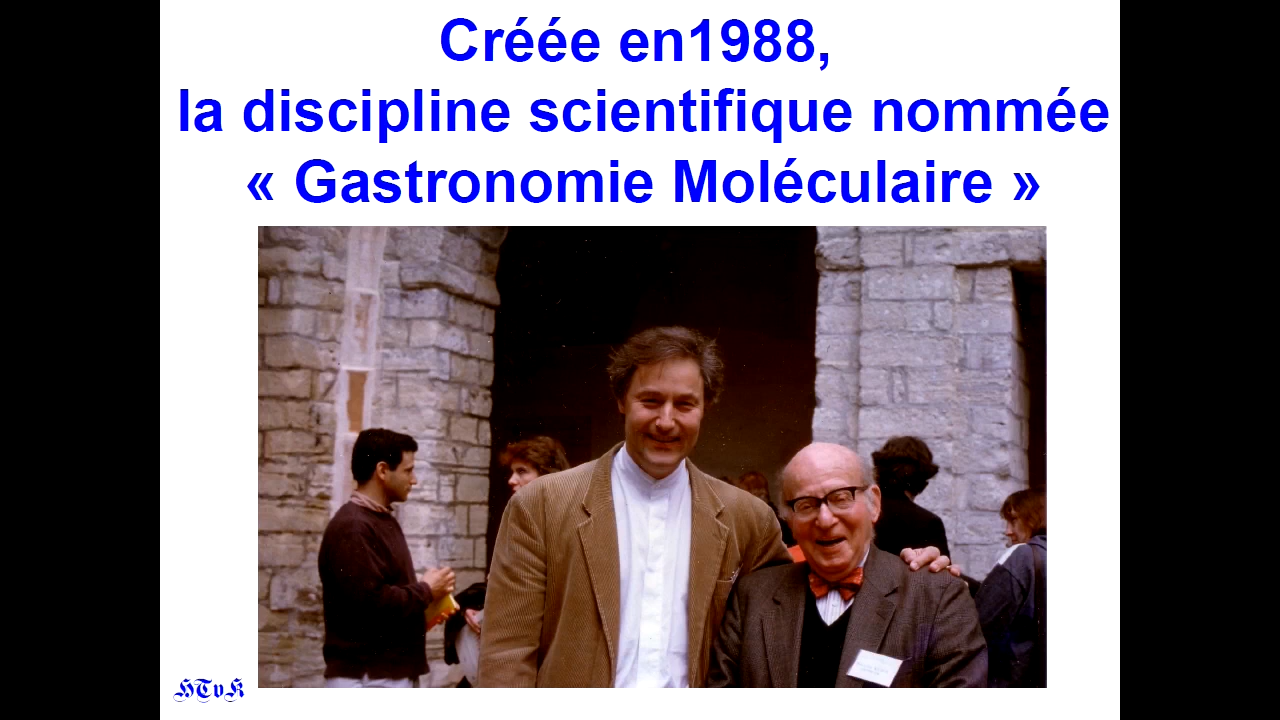 Créée en1988,
la discipline scientifique nommée
« Gastronomie Moléculaire »
HTvK